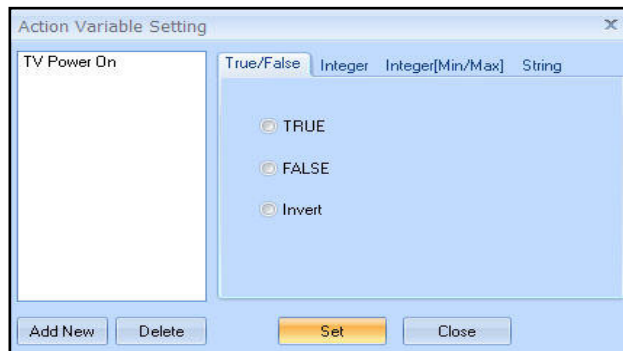 Action Variable Setting
TV Power On
True/False Integer Integer[Min/Max] String
TRUE
FALSE
Invert
Add New Delete Set Close